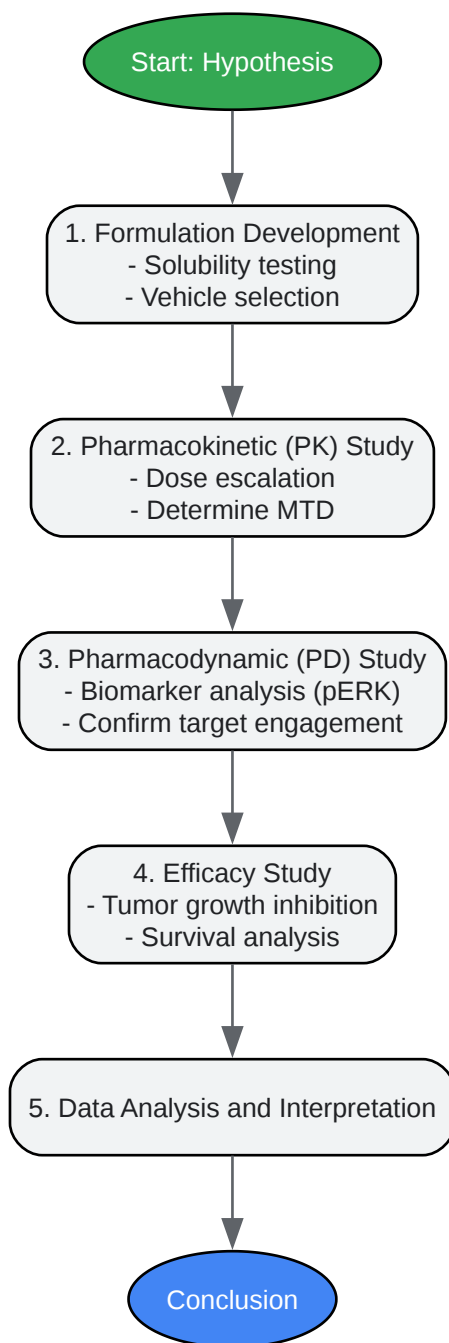 Start: Hypothesis
1. Formulation Development
- Solubility testing
- Vehicle selection
2. Pharmacokinetic (PK) Study
- Dose escalation
- Determine MTD
3. Pharmacodynamic (PD) Study
- Biomarker analysis (pERK)
- Confirm target engagement
4. Efficacy Study
- Tumor growth inhibition
- Survival analysis
5. Data Analysis and Interpretation
Conclusion